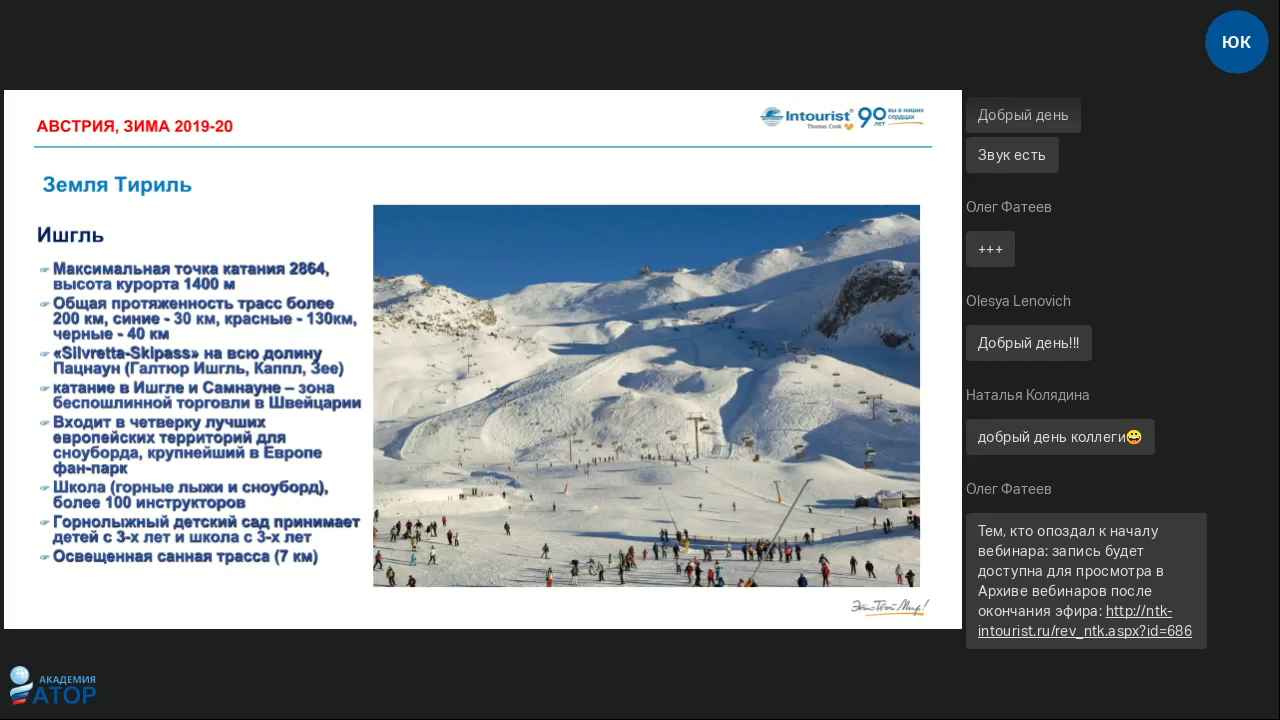 ЮК
АВСТРИЯ, ЗИМА 2019-20
Intourist
Thomas Cook
90 лет
вы в наших
сердцах
Земля Тириль
Ишгль
Максимальная точка катания 2864,
высота курорта 1400 м
Общая протяженность трасс более
200 км, синие - 30 км, красные - 130км,
черные - 40 км
«Silvretta-Skipass» на всю долину
Пацнаун (Галтюр Ишгль, Каппл, Зее)
катание в Ишгле и Самнауне – зона
беспошлинной торговли в Швейцарии
Входит в четверку лучших
европейских территорий для
сноуборда, крупнейший в Европе
фан-парк
Школа (горные лыжи и сноуборд),
более 100 инструкторов
Горнолыжный детский сад принимает
детей с 3-х лет и школа с 3-х лет
Освещенная санная трасса (7 км)
Это Твой Мир!
Добрый день
Звук есть
Олег Фатеев
+++
Olesya Lenovich
Добрый день!!!
Наталья Колядина
добрый день коллеги😀
Олег Фатеев
Тем, кто опоздал к началу
вебинара: запись будет
доступна для просмотра в
Архиве вебинаров после
окончания эфира: http://ntk-
intourist.ru/rev_ntk.aspx?id=686
АКАДЕМИЯ
АТОР